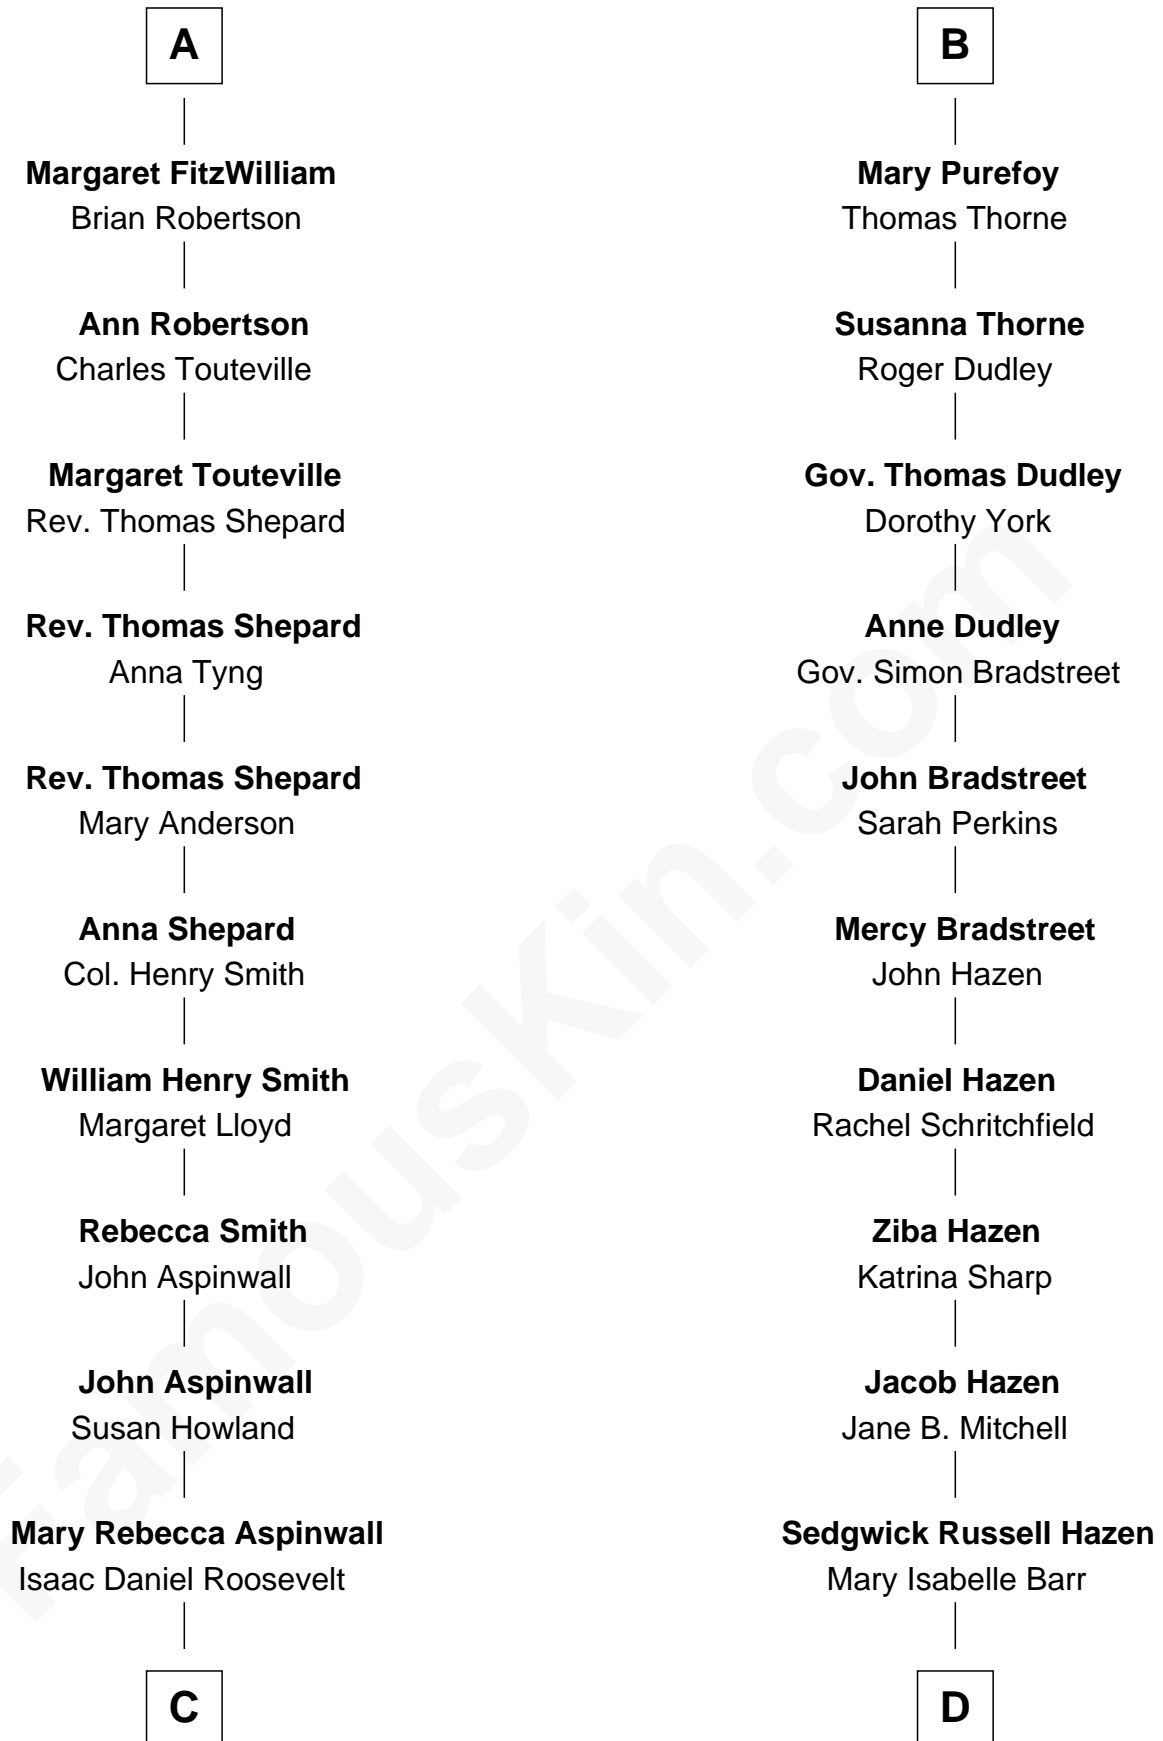 A
Margaret FitzWilliam
Brian Robertson
Ann Robertson
Charles Touteville
Margaret Touteville
Rev. Thomas Shepard
Rev. Thomas Shepard
Anna Tyng
Rev. Thomas Shepard
Mary Anderson
Anna Shepard
Col. Henry Smith
William Henry Smith
Margaret Lloyd
Rebecca Smith
John Aspinwall
John Aspinwall
Susan Howland
Mary Rebecca Aspinwall
Isaac Daniel Roosevelt
C
B
Mary Purefoy
Thomas Thorne
Susanna Thorne
Roger Dudley
Gov. Thomas Dudley
Dorothy York
Anne Dudley
Gov. Simon Bradstreet
John Bradstreet
Sarah Perkins
Mercy Bradstreet
John Hazen
Daniel Hazen
Rachel Schritchfield
Ziba Hazen
Katrina Sharp
Jacob Hazen
Jane B. Mitchell
Sedgwick Russell Hazen
Mary Isabelle Barr
D
FamousKin.com